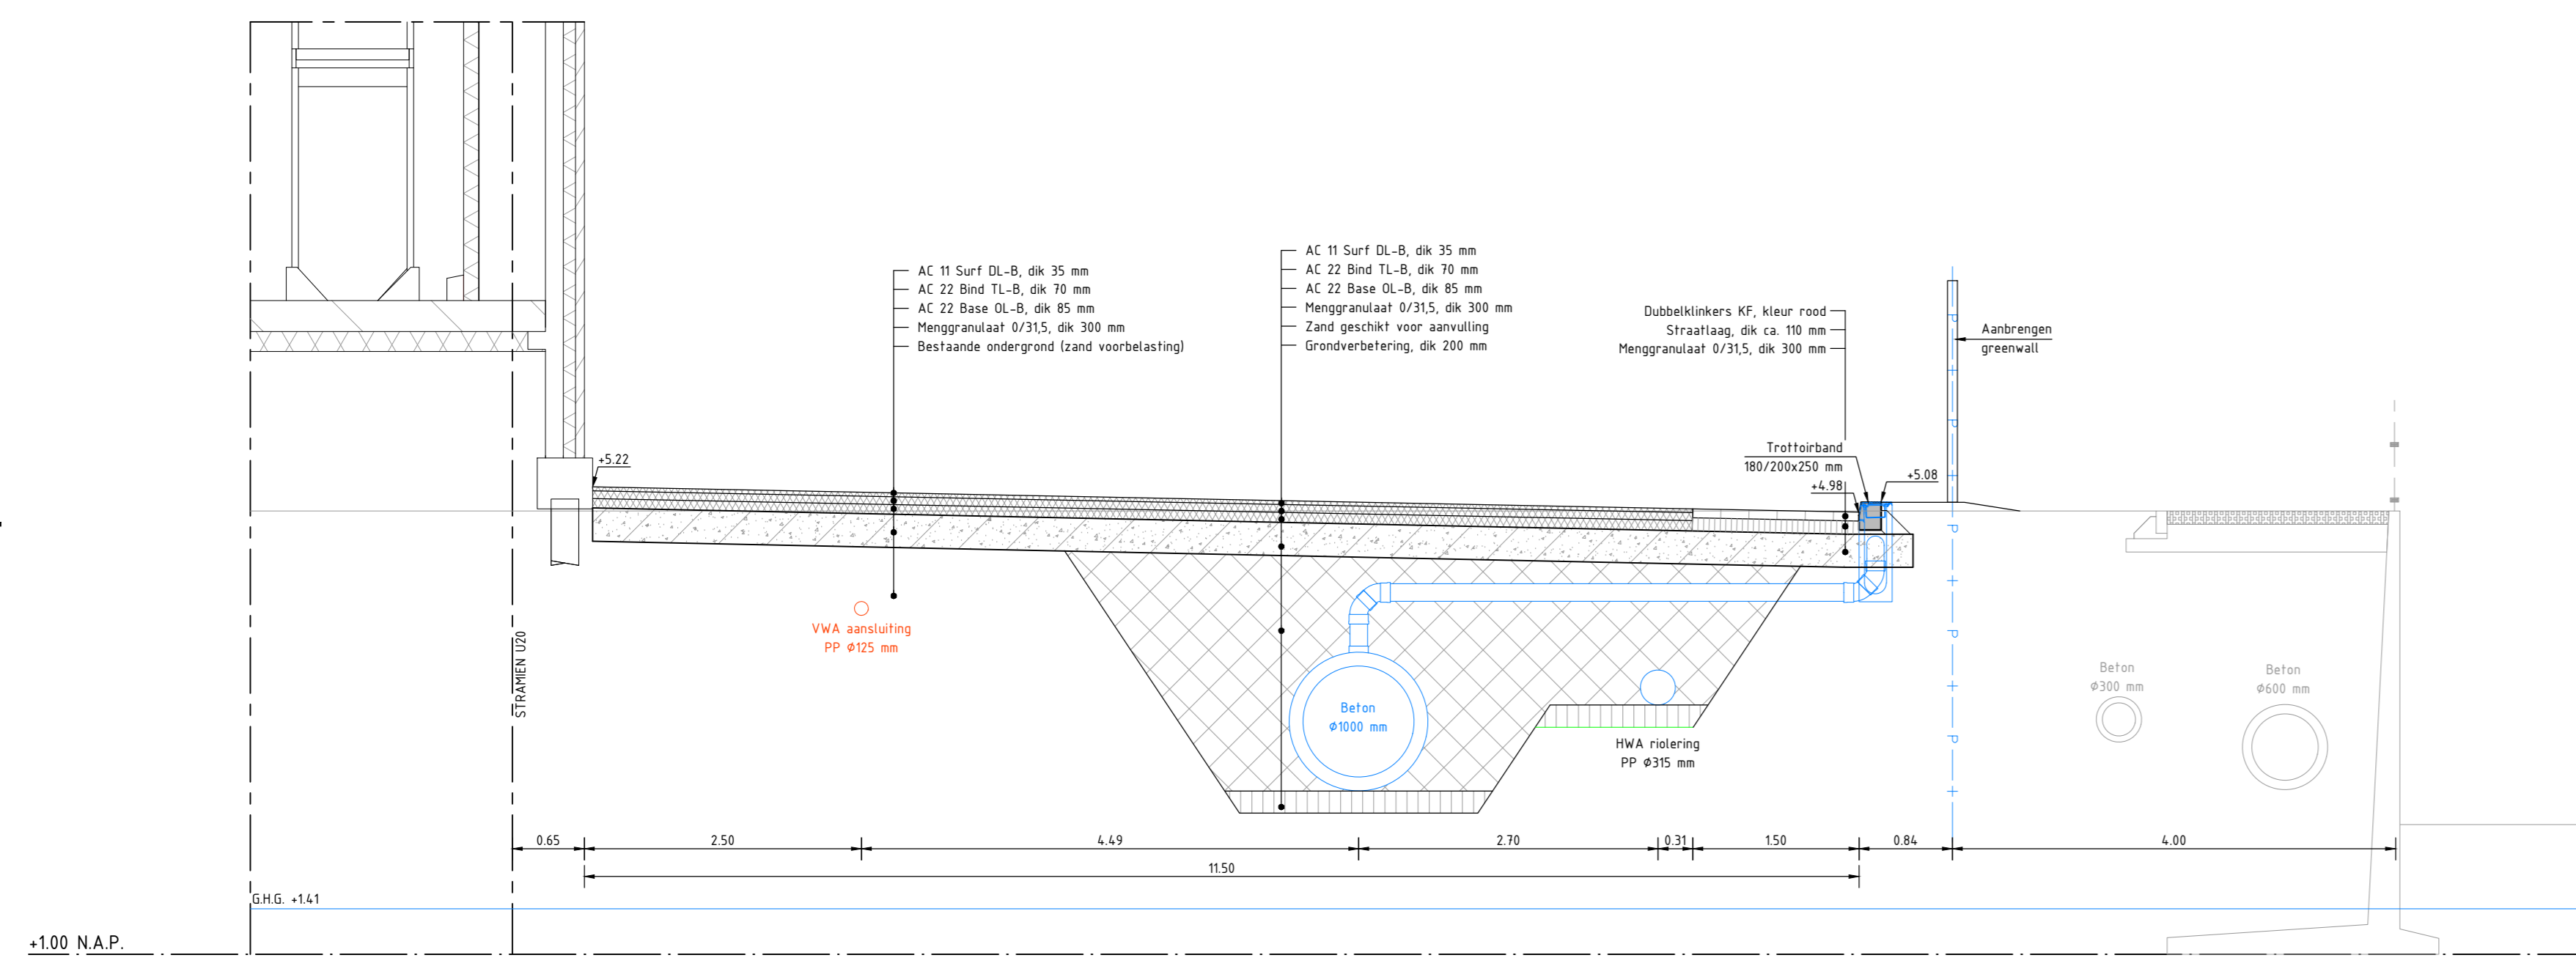 AC 11 Surf DL-B, dik 35 mm
AC 22 Bind TL-B, dik 70 mm
AC 22 Base OL-B, dik 85 mm
Menggranulaat 0/31,5, dik 300 mm
Bestaande ondergrond (zand voorbelasting)
AC 11 Surf DL-B, dik 35 mm
AC 22 Bind TL-B, dik 70 mm
AC 22 Base OL-B, dik 85 mm
Menggranulaat 0/31,5, dik 300 mm
Zand geschikt voor aanvulling
Grondverbetering, dik 200 mm
Dubbelklinkers KF, kleur rood
Straatlaag, dik ca. 110 mm
Menggranulaat 0/31,5, dik 300 mm
Aanbrengen
greenwall
Trottoirband
180/200x250 mm
+5.22
+4.98
+5.08
VWA aansluiting
PP Ø125 mm
STRAMIEN U20
Beton
Ø1000 mm
HWA riolering
PP Ø315 mm
Beton
Ø300 mm
Beton
Ø600 mm
P
P
P
P
P
0.65
2.50
4.49
2.70
0.31
1.50
0.84
4.00
11.50
G.H.G. +1.41
+1.00 N.A.P.